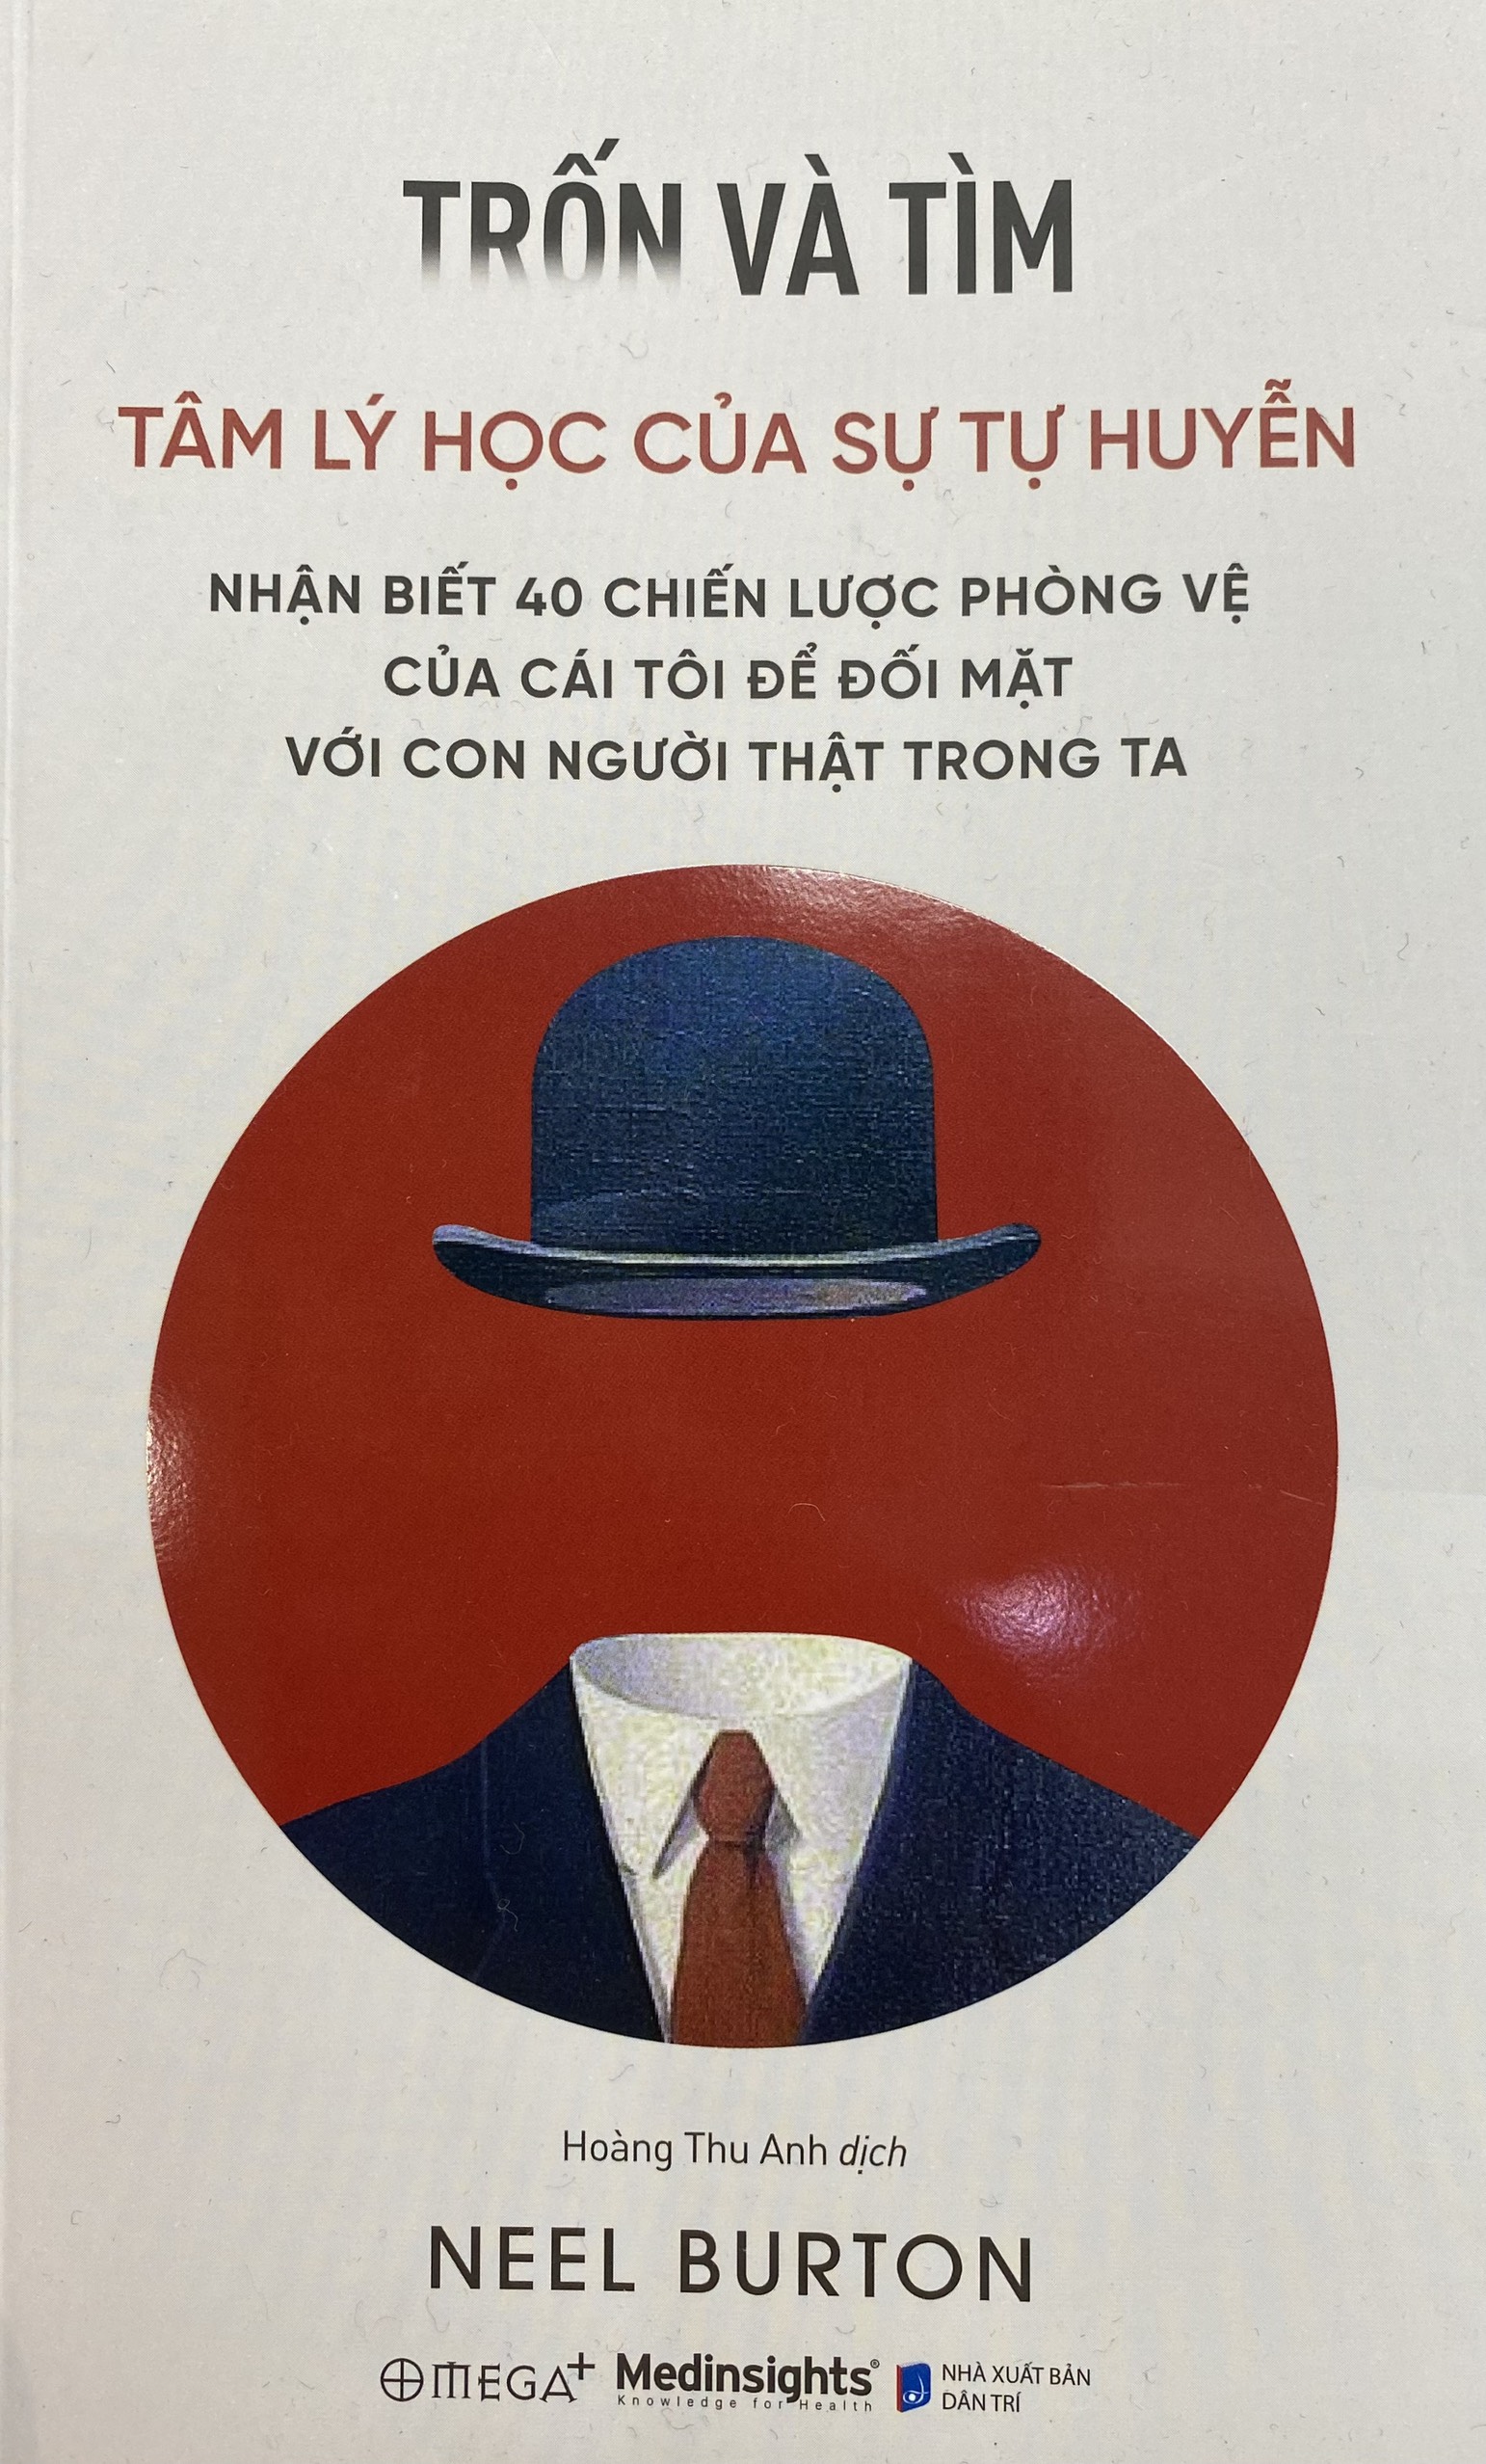 TRỐN VÀ TÌM
TÂM LÝ HỌC CỦA SỰ TỰ HUYỄN
NHẬN BIẾT 40 CHIẾN LƯỢC PHÒNG VỆ
CỦA CÁI TÔI ĐỂ ĐỐI MẶT
VỚI CON NGƯỜI THẬT TRONG TA
Hoàng Thu Anh dịch
NEEL BURTON
OMEGA+
Medinsights®
Knowledge for Health
NHÀ XUẤT BẢN
DÂN TRÍ